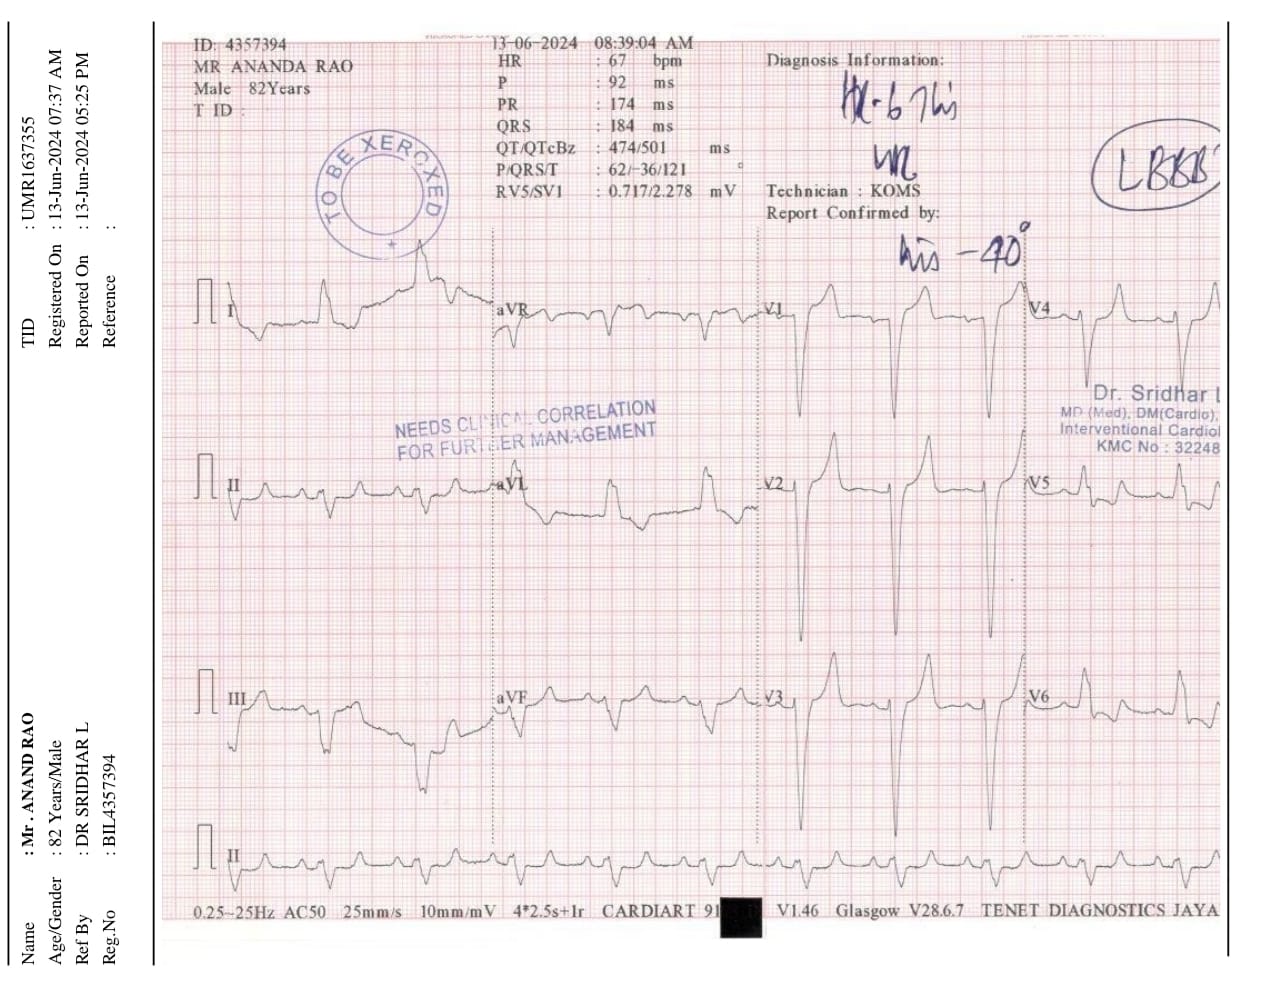 Name : Mr . ANAND RAO
Age/Gender : 82 Years/Male
Ref By : DR SRIDHAR L
Reg.No : BIL4357394
TID : UMR1637355
Registered On : 13-Jun-2024 07:37 AM
Reported On : 13-Jun-2024 05:25 PM
Reference :
ID: 4357394
MR ANANDA RAO
Male 82Years
T ID :
13-06-2024 08:39:04 AM
HR : 67 bpm
P : 92 ms
PR : 174 ms
QRS : 184 ms
QT/QTcBz : 474/501 ms
P/QRS/T : 62/-36/121 °
RV5/SV1 : 0.717/2.278 mV
Diagnosis Information:
Technician : KOMS
Report Confirmed by:
LBBB
-40°
TO BE XEROXED
I
aVR
V1
V4
NEEDS CLINICAL CORRELATION
FOR FURTHER MANAGEMENT
Dr. Sridhar L
MD (Med), DM(Cardio),
Interventional Cardiol
KMC No : 32248
II
aVL
V2
V5
III
aVF
V3
V6
II
0.25~25Hz AC50 25mm/s 10mm/mV 4*2.5s+1r CARDIART 91 V1.46 Glasgow V28.6.7 TENET DIAGNOSTICS JAYA